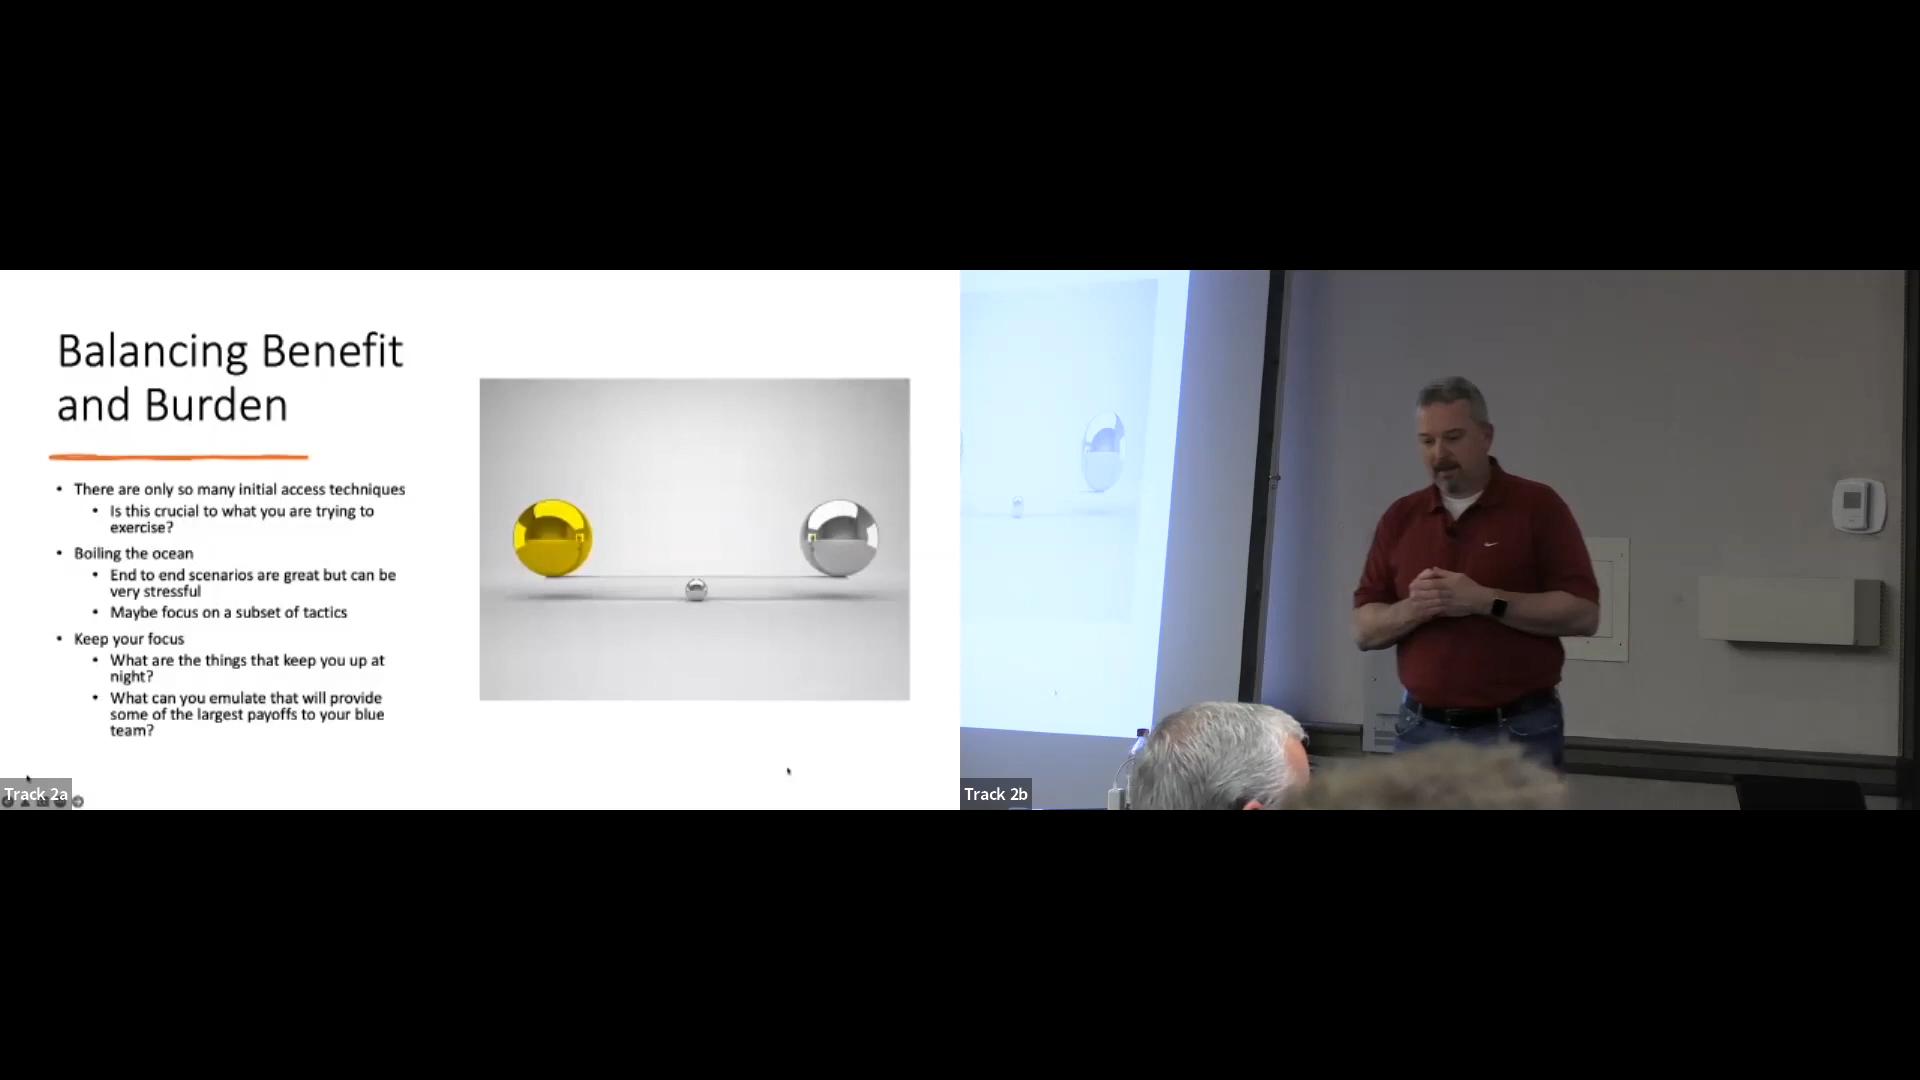 Balancing Benefit
and Burden
• There are only so many initial access techniques
• Is this crucial to what you are trying to
exercise?
• Boiling the ocean
• End to end scenarios are great but can be
very stressful
• Maybe focus on a subset of tactics
• Keep your focus
• What are the things that keep you up at
night?
• What can you emulate that will provide
some of the largest payoffs to your blue
team?
Track 2a
Track 2b